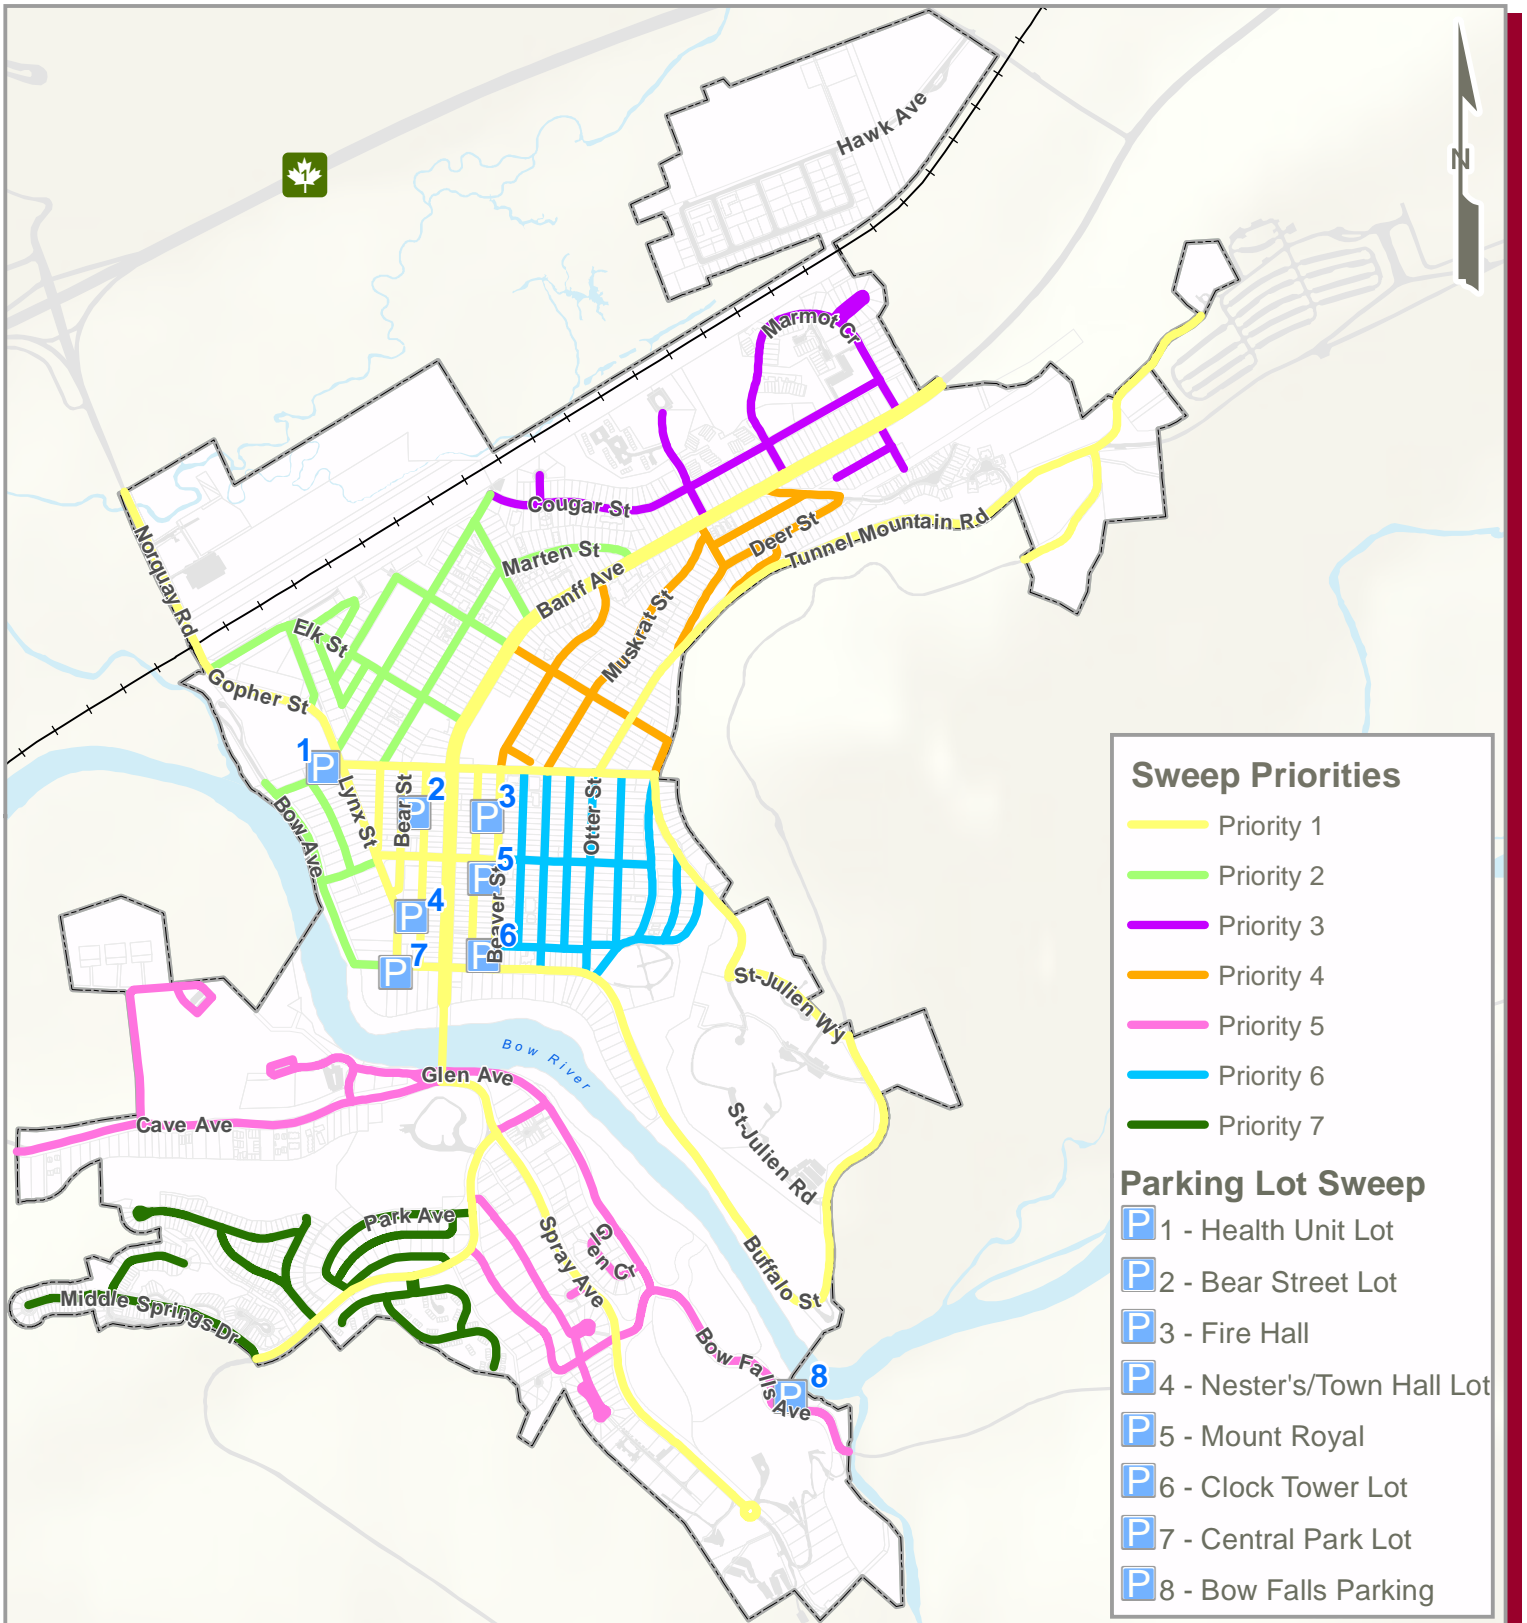 Hawk Ave
1
N
Marmot Cr
Cougar St
Deer St
Tunnel Mountain Rd
Marten St
Norquay Rd
Banff Ave
Muskrat St
Elk St
Gopher St
1
P
Lynx St
Bear St
P
2
P
3
Otter St
Bow Ave
P
5
Beaver St
P
4
P
6
P
7
St-Julien Wy
Bow River
Glen Ave
Cave Ave
St-Julien Rd
Park Ave
Spray Ave
Glen Cr
Buffalo St
Middle Springs Dr
Bow Falls Ave
P
8
Sweep Priorities
Priority 1
Priority 2
Priority 3
Priority 4
Priority 5
Priority 6
Priority 7
Parking Lot Sweep
P 1 - Health Unit Lot
P 2 - Bear Street Lot
P 3 - Fire Hall
P 4 - Nester's/Town Hall Lot
P 5 - Mount Royal
P 6 - Clock Tower Lot
P 7 - Central Park Lot
P 8 - Bow Falls Parking